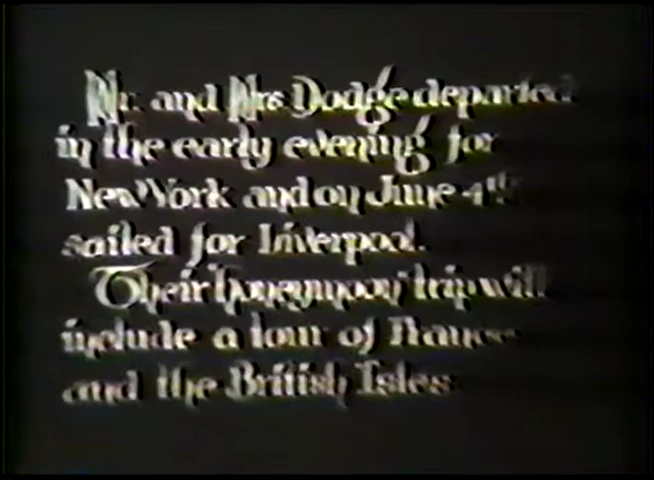 Mr. and Mrs. Dodge departed
in the early evening for
New York and on June 4th
sailed for Liverpool.
Their honeymoon trip will
include a tour of France
and the British Isles